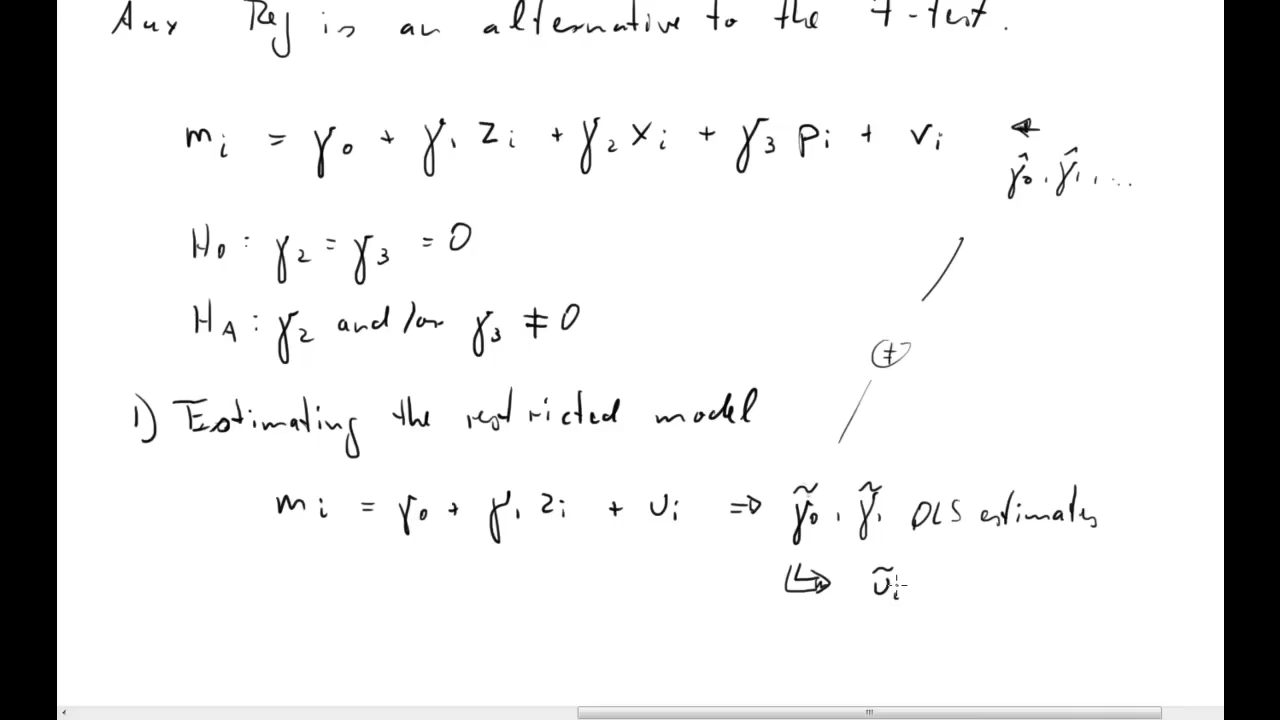 Aux Reg is an alternative to the F-test.
mᵢ = γ₀ + γ₁ zᵢ + γ₂ xᵢ + γ₃ pᵢ + vᵢ ←
γ̂₀, γ̂₁, ...
H₀ : γ₂ = γ₃ = 0
H_A : γ₂ and/or γ₃ ≠ 0
≠
1) Estimating the restricted model
mᵢ = γ₀ + γ₁ zᵢ + uᵢ ⇒ γ̃₀, γ̃₁ OLS estimates
↳ ũᵢ